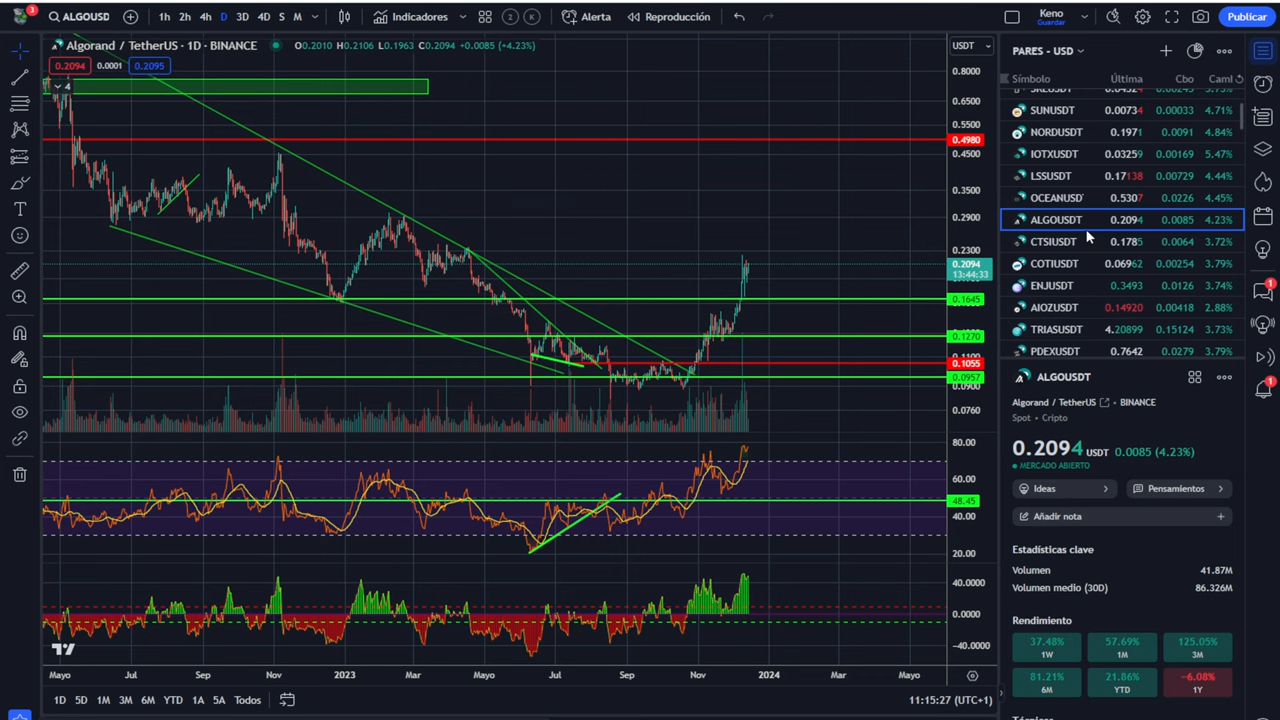 3
ALGOUSD
1h 2h 4h D 3D 4D S M
Indicadores
Z
K
Alerta
Reproducción
Keno
Guardar
Publicar
Algorand / TetherUS · 1D · BINANCE
O0.2010 H0.2106 L0.1963 C0.2094 +0.0085 (+4.23%)
0.2094 0.0001 0.2095
4
USDT
0.8000
0.6500
0.5500
0.4980
0.4500
0.3500
0.2900
0.2300
0.2094
13:44:33
0.1645
0.1270
0.1055
0.0957
0.0900
0.0760
80.00
60.00
48.45
40.00
20.00
40.0000
0.0000
−40.0000
Mayo Jul Sep Nov 2023 Mar Mayo Jul Sep Nov 2024 Mar Mayo
1D 5D 1M 3M 6M YTD 1A 5A Todos
11:15:27 (UTC+1)
PARES - USD
Símbolo Última Cbo Caml
SUNUSDT 0.00734 0.00033 4.71%
NORDUSDT 0.1971 0.0091 4.84%
IOTXUSDT 0.03259 0.00169 5.47%
LSSUSDT 0.17138 0.00729 4.44%
OCEANUSD 0.5307 0.0226 4.45%
ALGOUSDT 0.2094 0.0085 4.23%
CTSIUSDT 0.1785 0.0064 3.72%
COTIUSDT 0.06962 0.00254 3.79%
ENJUSDT 0.3493 0.0126 3.74%
AIOZUSDT 0.14920 0.00418 2.88%
TRIASUSDT 4.20899 0.15124 3.73%
PDEXUSDT 0.7642 0.0279 3.79%
ALGOUSDT
Algorand / TetherUS · BINANCE
Spot · Cripto
0.2094 USDT 0.0085 (4.23%)
MERCADO ABIERTO
Ideas
Pensamientos
Añadir nota
Estadísticas clave
Volumen 41.87M
Volumen medio (30D) 86.326M
Rendimiento
37.48% 57.69% 125.05%
1W 1M 3M
81.21% 21.86% −6.08%
6M YTD 1Y
1
1